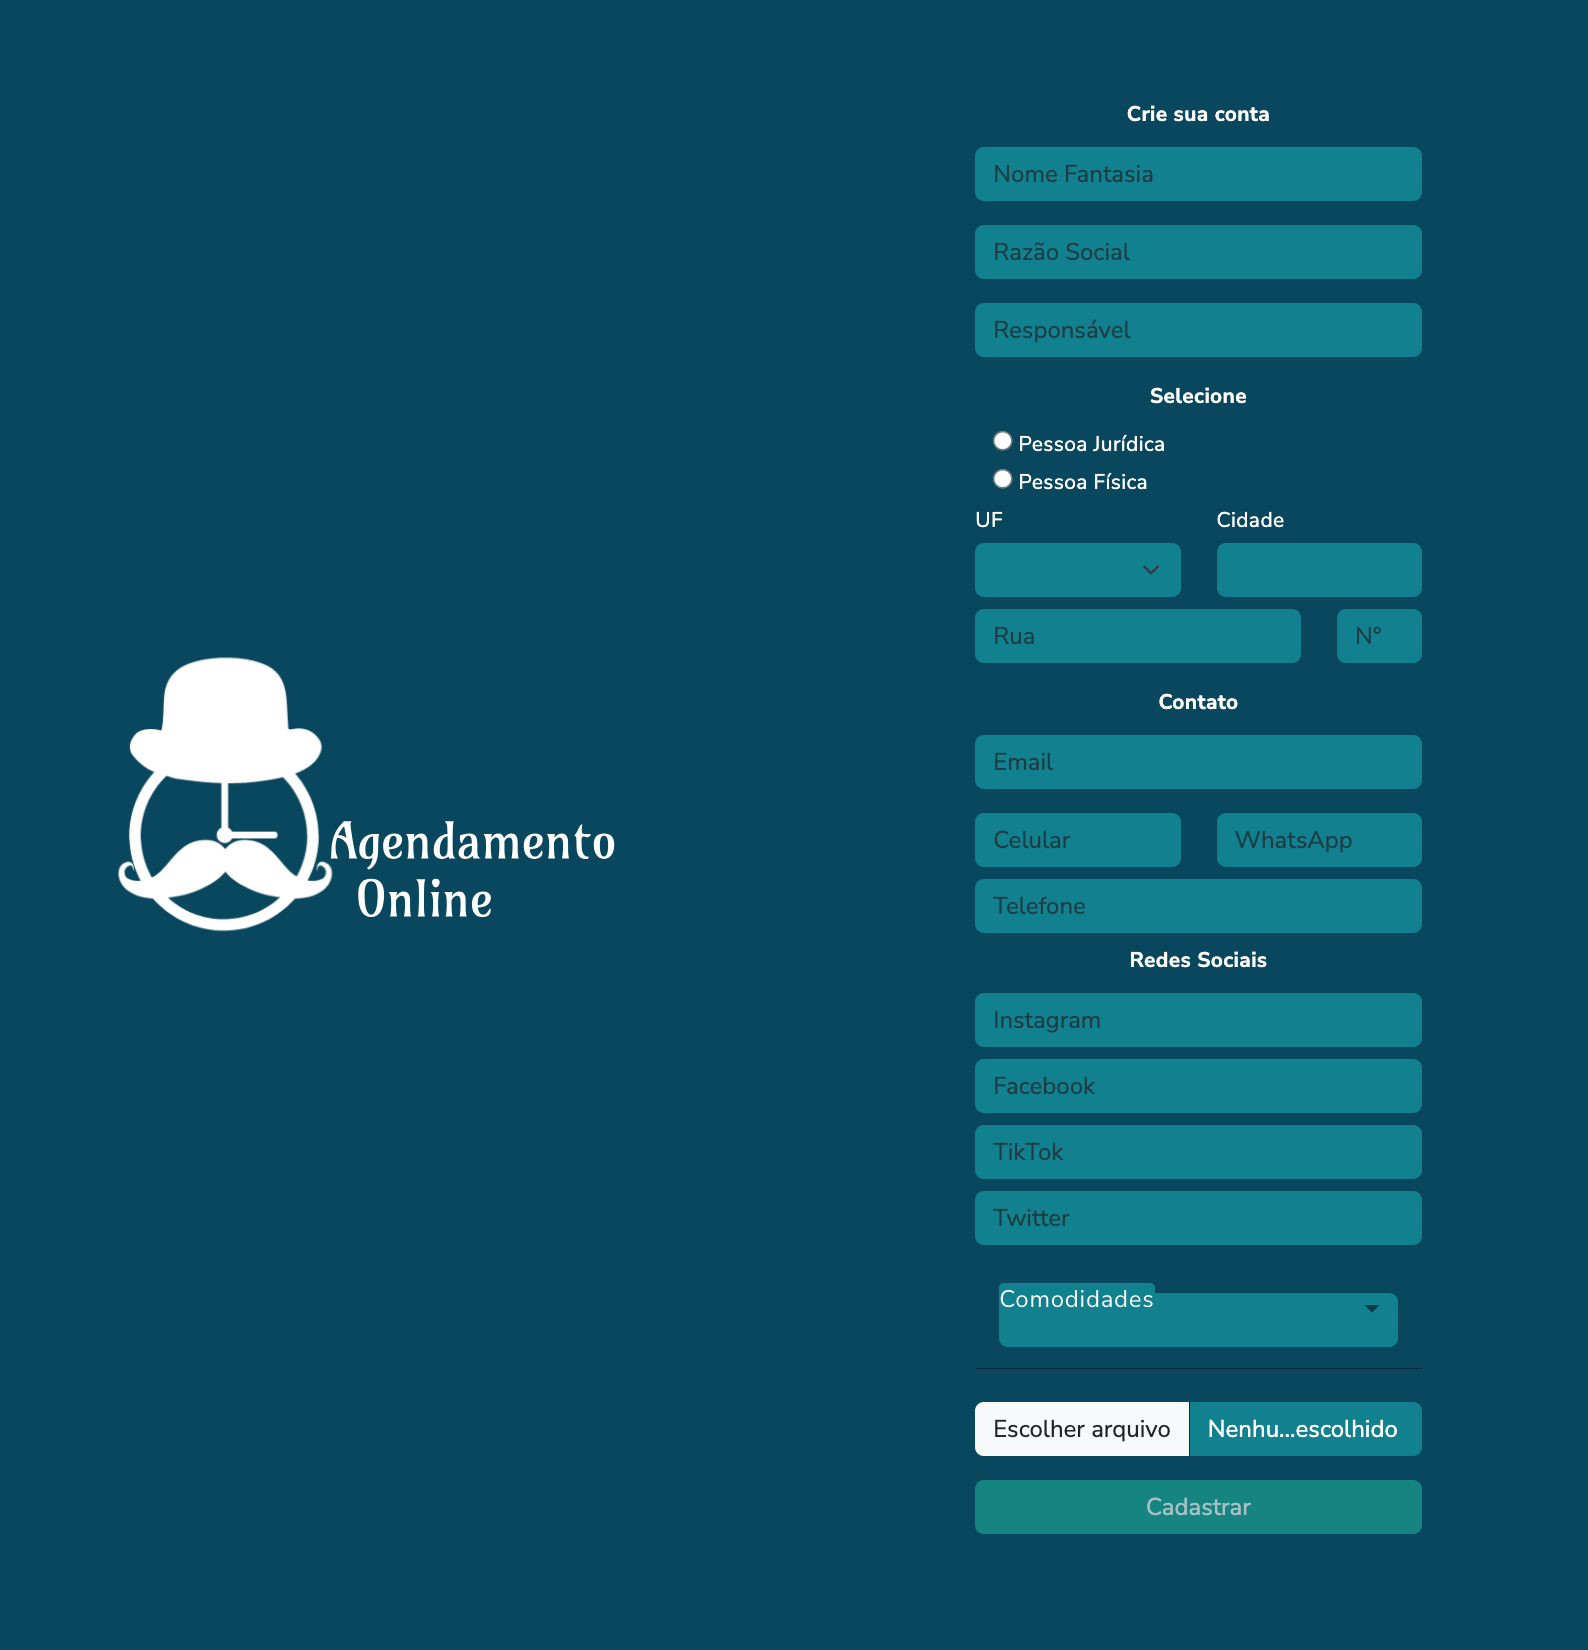 Agendamento
Online
Crie sua conta
Nome Fantasia
Razão Social
Responsável
Selecione
Pessoa Jurídica
Pessoa Física
UF Cidade
Rua Nº
Contato
Email
Celular WhatsApp
Telefone
Redes Sociais
Instagram
Facebook
TikTok
Twitter
Comodidades
Escolher arquivo Nenhu...escolhido
Cadastrar